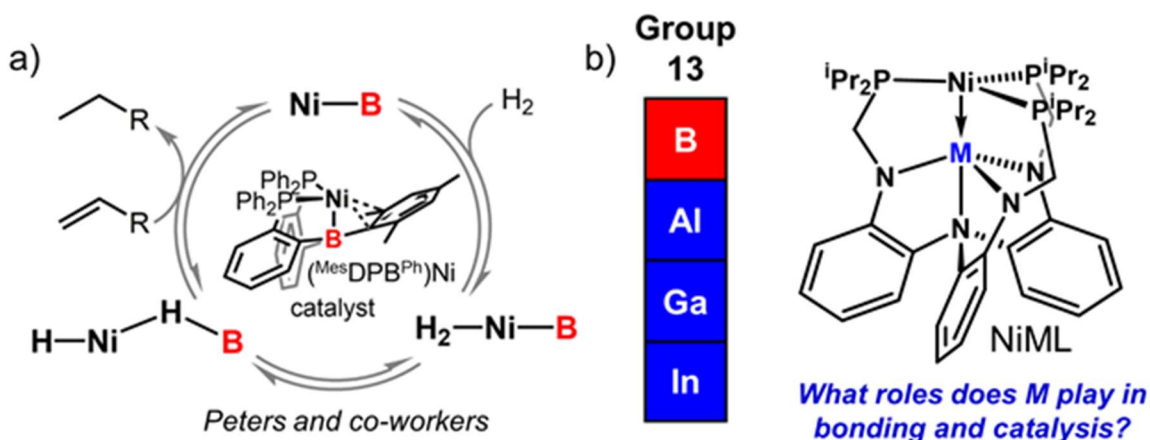 a)
Ni—B
H₂
R
R
Ph₂P
Ph₂P
Ni
B
(ᴹᵉˢDPBᴾʰ)Ni
catalyst
H—Ni
H
B
H₂—Ni—B
Peters and co-workers
b)
Group
13
B
Al
Ga
In
ⁱPr₂P
Ni
PⁱPr₂
PⁱPr₂
M
N
N
N
N
NiML
What roles does M play in
bonding and catalysis?